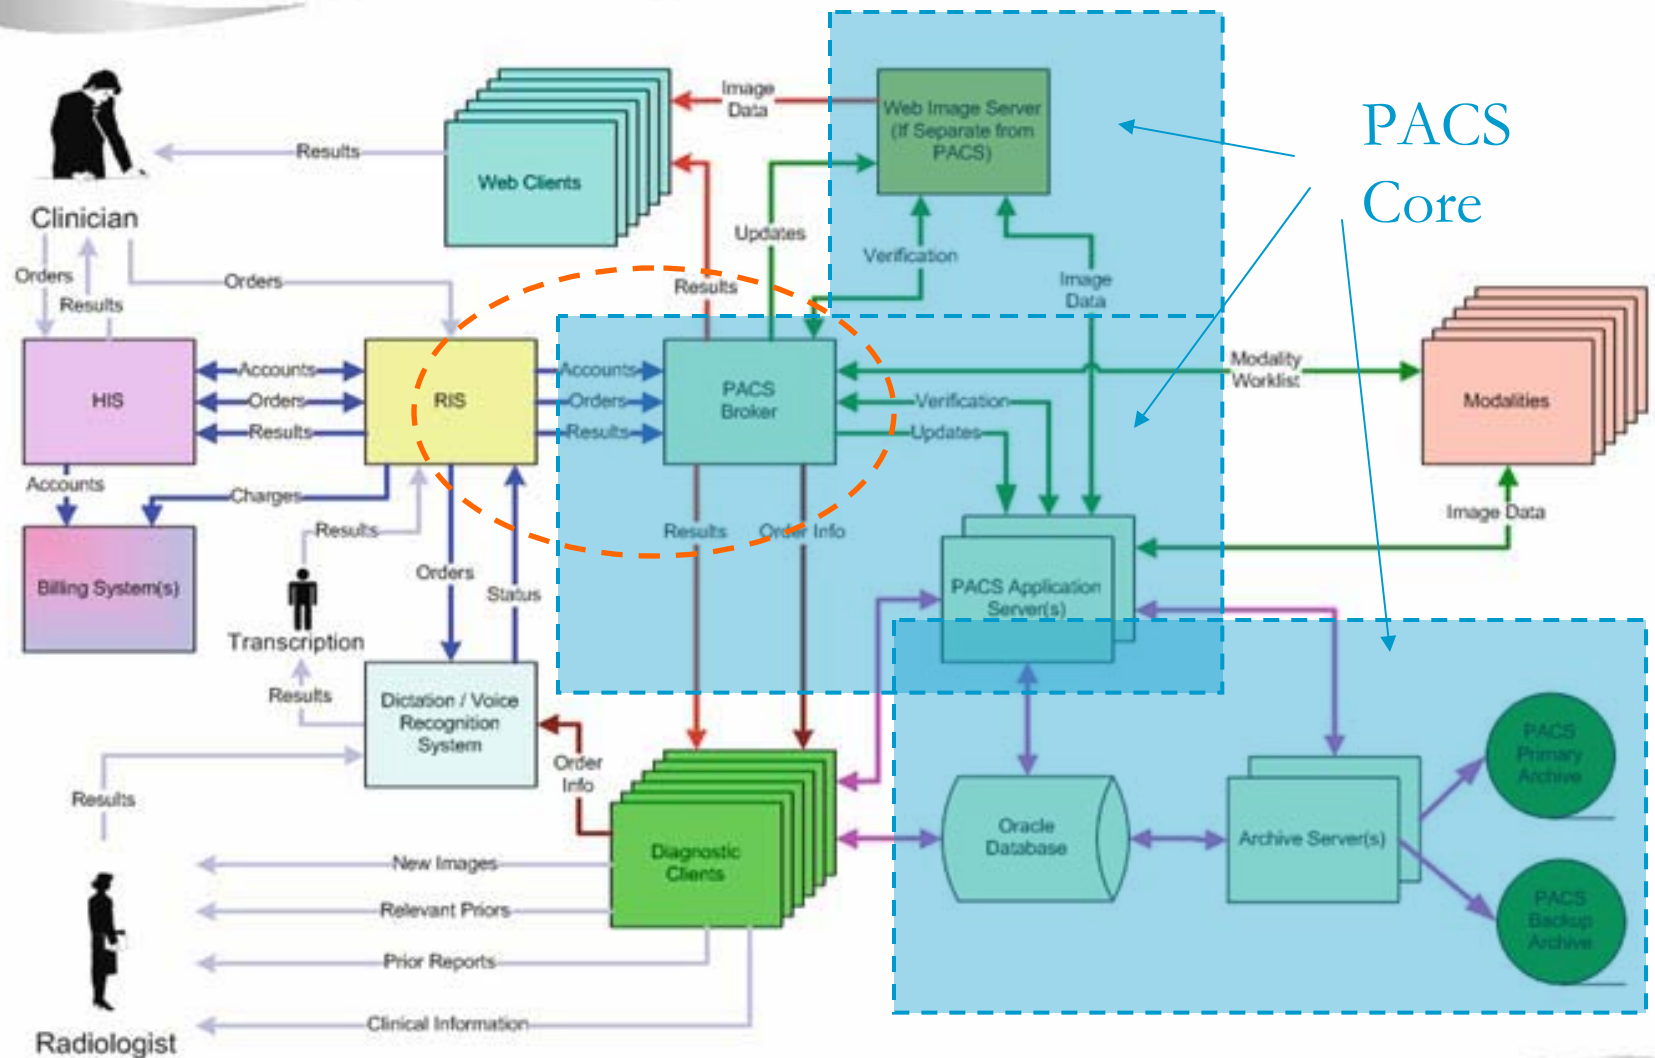 Image
Data
Web Image Server
(If Separate from
PACS)
PACS
Core
Results
Web Clients
Clinician
Updates
Verification
Orders
Results
Orders
Results
Image
Data
HIS
Accounts
Orders
Results
RIS
Accounts
Orders
Results
PACS
Broker
Verification
Updates
Modality
Worklist
Modalities
Accounts
Charges
Results
Results
Order Info
Image Data
Billing System(s)
Orders
Status
PACS Application
Server(s)
Transcription
Results
Dictation / Voice
Recognition
System
Order
Info
Results
PACS
Primary
Archive
Oracle
Database
Archive Server(s)
Diagnostic
Clients
New Images
Relevant Priors
Prior Reports
Clinical Information
PACS
Backup
Archive
Radiologist